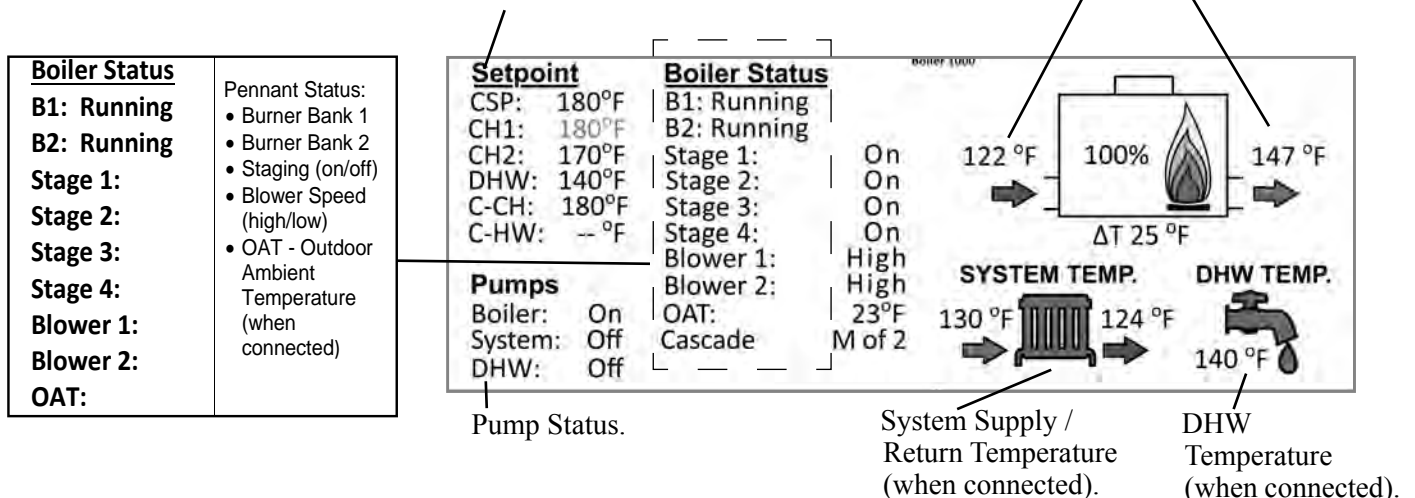 Boiler Status
B1: Running
B2: Running
Stage 1:
Stage 2:
Stage 3:
Stage 4:
Blower 1:
Blower 2:
OAT:
Pennant Status:
• Burner Bank 1
• Burner Bank 2
• Staging (on/off)
• Blower Speed
(high/low)
• OAT - Outdoor
Ambient
Temperature
(when
connected)
Setpoint
CSP: 180°F
CH1: 180°F
CH2: 170°F
DHW: 140°F
C-CH: 180°F
C-HW: -- °F
Pumps
Boiler: On
System: Off
DHW: Off
Boiler Status
B1: Running
B2: Running
Stage 1: On
Stage 2: On
Stage 3: On
Stage 4: On
Blower 1: High
Blower 2: High
OAT: 23°F
Cascade M of 2
Boiler 1000
122 °F 100% 147 °F
ΔT 25 °F
SYSTEM TEMP. DHW TEMP.
130 °F 124 °F
140 °F
Pump Status.
System Supply /
Return Temperature
(when connected).
DHW
Temperature
(when connected).